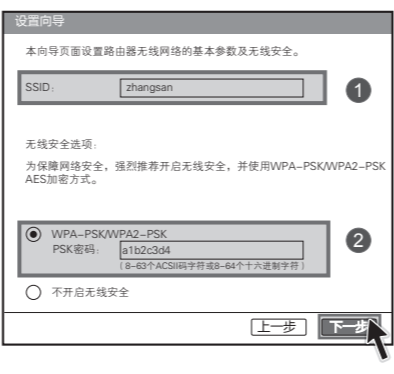 设置向导
本向导页面设置路由器无线网络的基本参数及无线安全。
SSID: zhangsan
1
无线安全选项:
为保障网络安全，强烈推荐开启无线安全，并使用WPA-PSK/WPA2-PSK
AES加密方式。
WPA-PSK/WPA2-PSK
2
PSK密码: a1b2c3d4
(8-63个ACSII码字符或8-64个十六进制字符)
不开启无线安全
上一步 下一步